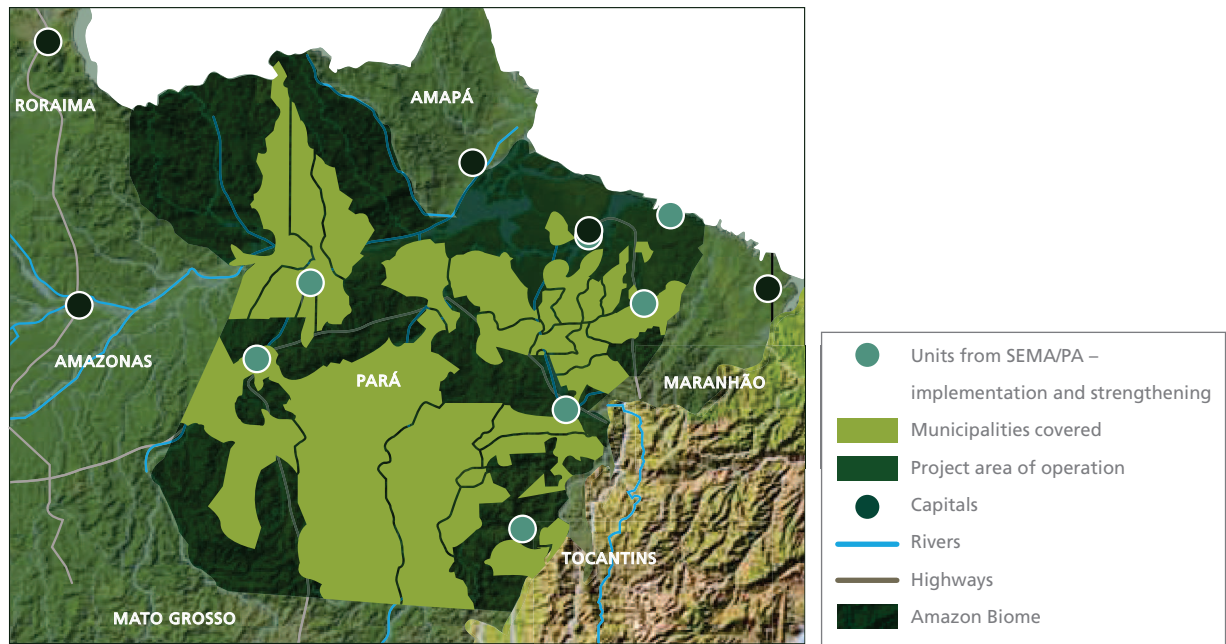 RORAIMA
AMAPÁ
AMAZONAS
PARÁ
MARANHÃO
TOCANTINS
MATO GROSSO
Units from SEMA/PA –
implementation and strengthening
Municipalities covered
Project area of operation
Capitals
Rivers
Highways
Amazon Biome